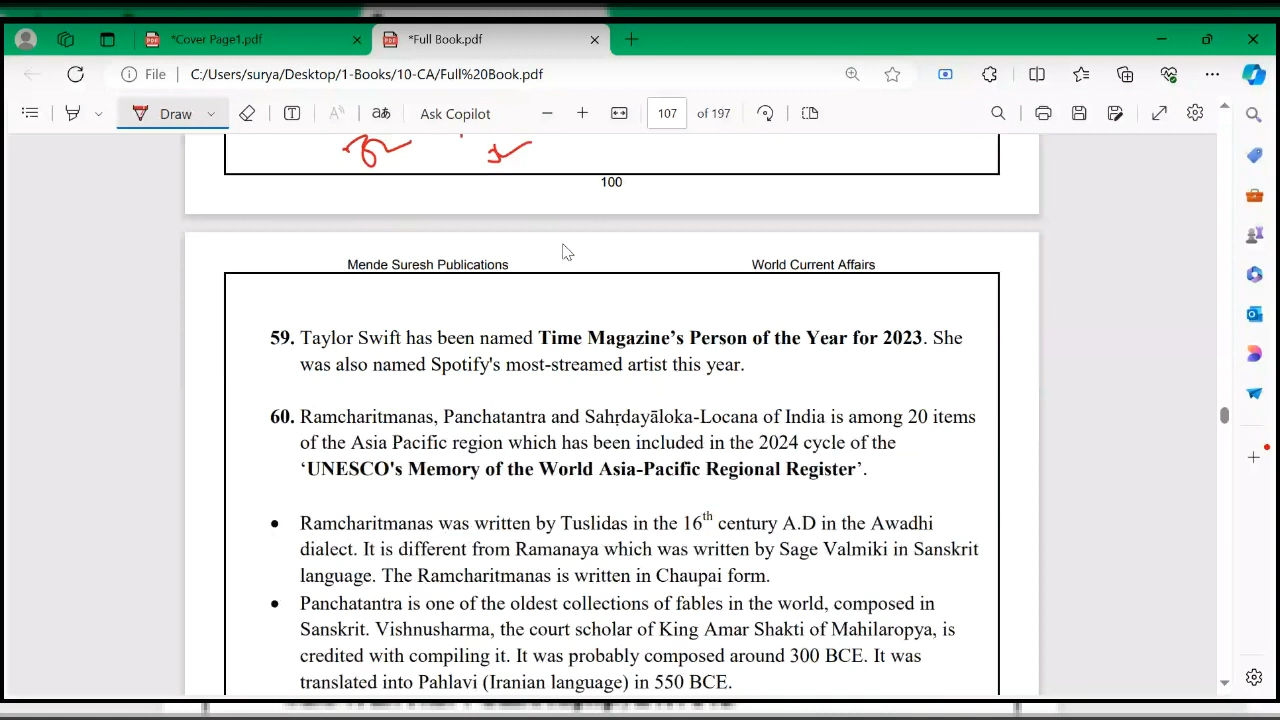 *Cover Page1.pdf
*Full Book.pdf
File
C:/Users/surya/Desktop/1-Books/10-CA/Full%20Book.pdf
Draw
Ask Copilot
107 of 197
100
Mende Suresh Publications
World Current Affairs
59. Taylor Swift has been named Time Magazine's Person of the Year for 2023. She
was also named Spotify's most-streamed artist this year.
60. Ramcharitmanas, Panchatantra and Sahṛdayāloka-Locana of India is among 20 items
of the Asia Pacific region which has been included in the 2024 cycle of the
‘UNESCO's Memory of the World Asia-Pacific Regional Register’.
• Ramcharitmanas was written by Tuslidas in the 16th century A.D in the Awadhi
dialect. It is different from Ramanaya which was written by Sage Valmiki in Sanskrit
language. The Ramcharitmanas is written in Chaupai form.
• Panchatantra is one of the oldest collections of fables in the world, composed in
Sanskrit. Vishnusharma, the court scholar of King Amar Shakti of Mahilaropya, is
credited with compiling it. It was probably composed around 300 BCE. It was
translated into Pahlavi (Iranian language) in 550 BCE.